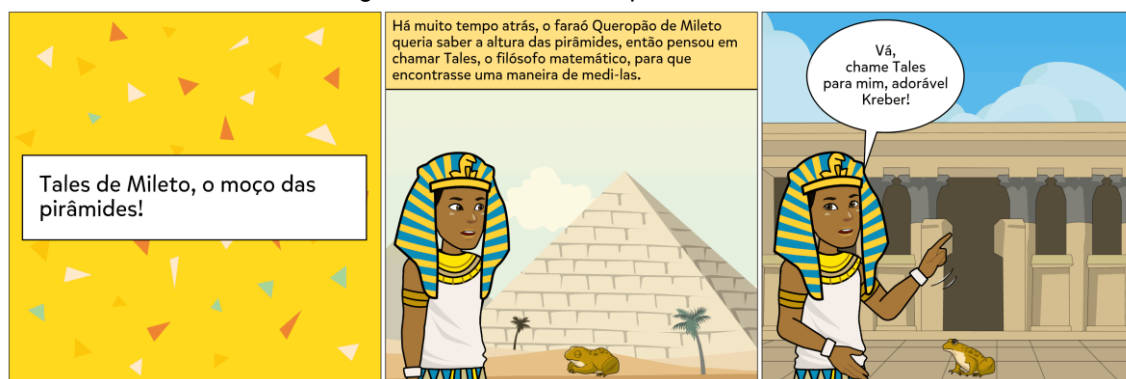 Tales de Mileto, o moço das
pirâmides!
Há muito tempo atrás, o faraó Queropão de Mileto
queria saber a altura das pirâmides, então pensou em
chamar Tales, o filósofo matemático, para que
encontrasse uma maneira de medi-las.
Vá,
chame Tales
para mim, adorável
Kreber!